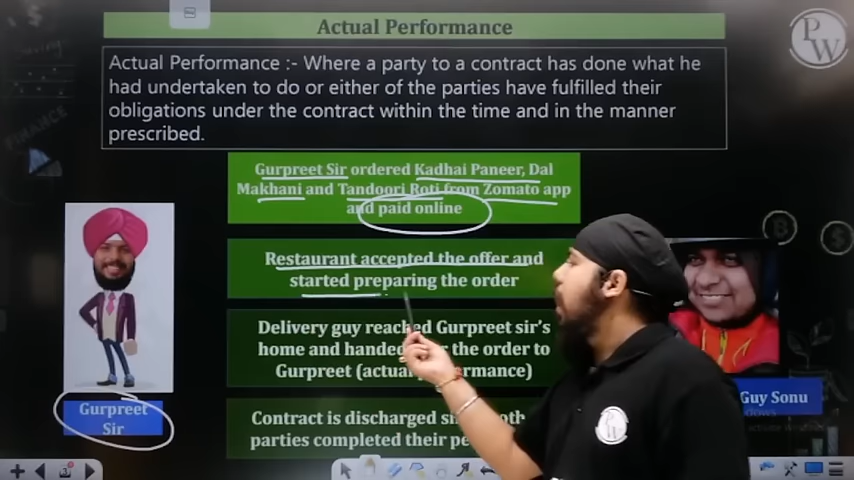 Actual Performance
Actual Performance :- Where a party to a contract has done what he
had undertaken to do or either of the parties have fulfilled their
obligations under the contract within the time and in the manner
prescribed.
Gurpreet Sir ordered Kadhai Paneer, Dal
Makhani and Tandoori Roti from Zomato app
and paid online
Restaurant accepted the offer and
started preparing the order
Delivery guy reached Gurpreet sir's
home and handed the order to
Gurpreet (actual
Contract is discharged both
parties completed their
Gurpreet
Sir
Guy Sonu
PW
PW
FINANCE